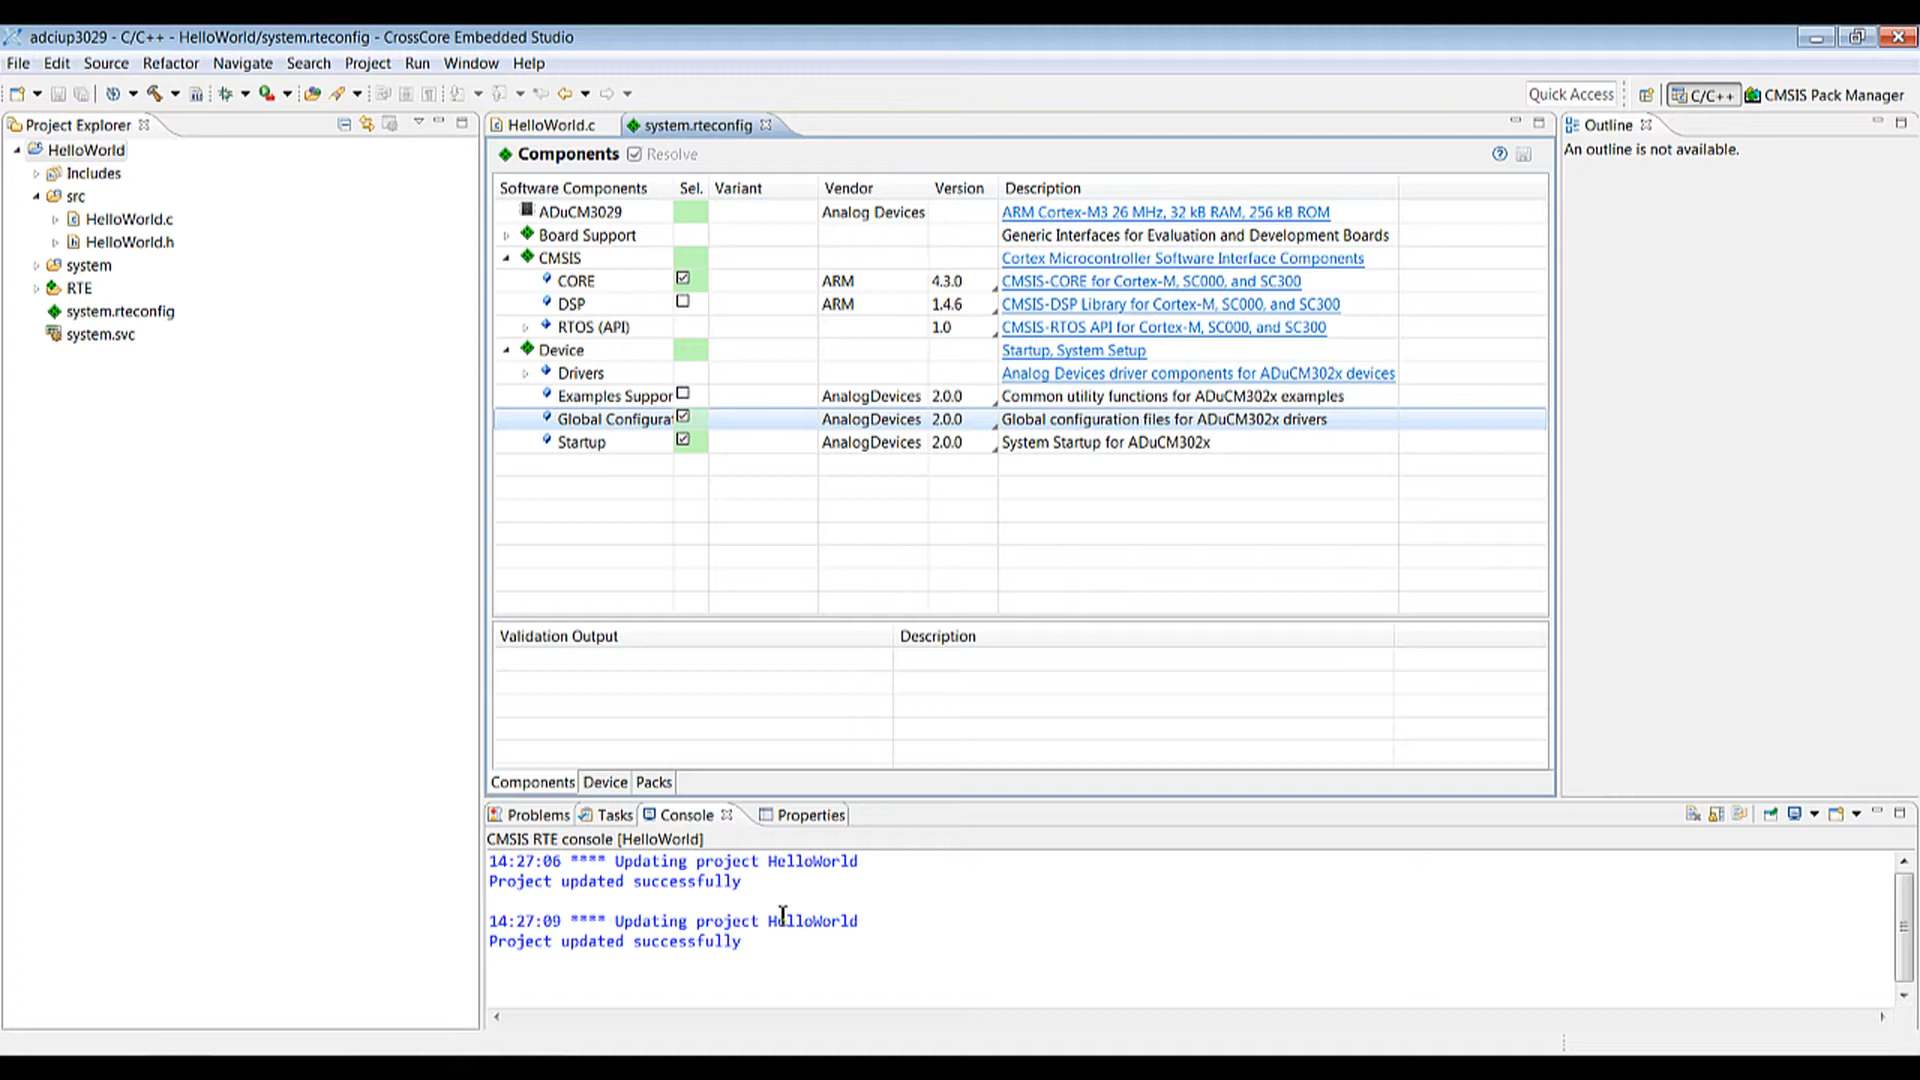 adciup3029 - C/C++ - HelloWorld/system.rteconfig - CrossCore Embedded Studio
File Edit Source Refactor Navigate Search Project Run Window Help
Quick Access C/C++ CMSIS Pack Manager
Project Explorer
HelloWorld
Includes
src
HelloWorld.c
HelloWorld.h
system
RTE
system.rteconfig
system.svc
HelloWorld.c system.rteconfig
Components Resolve
Software Components Sel. Variant Vendor Version Description
ADuCM3029 Analog Devices ARM Cortex-M3 26 MHz, 32 kB RAM, 256 kB ROM
Board Support Generic Interfaces for Evaluation and Development Boards
CMSIS Cortex Microcontroller Software Interface Components
CORE ARM 4.3.0 CMSIS-CORE for Cortex-M, SC000, and SC300
DSP ARM 1.4.6 CMSIS-DSP Library for Cortex-M, SC000, and SC300
RTOS (API) 1.0 CMSIS-RTOS API for Cortex-M, SC000, and SC300
Device Startup, System Setup
Drivers Analog Devices driver components for ADuCM302x devices
Examples Suppor AnalogDevices 2.0.0 Common utility functions for ADuCM302x examples
Global Configurat AnalogDevices 2.0.0 Global configuration files for ADuCM302x drivers
Startup AnalogDevices 2.0.0 System Startup for ADuCM302x
Validation Output Description
Components Device Packs
Outline
An outline is not available.
Problems Tasks Console Properties
CMSIS RTE console [HelloWorld]
14:27:06 **** Updating project HelloWorld
Project updated successfully
14:27:09 **** Updating project HelloWorld
Project updated successfully